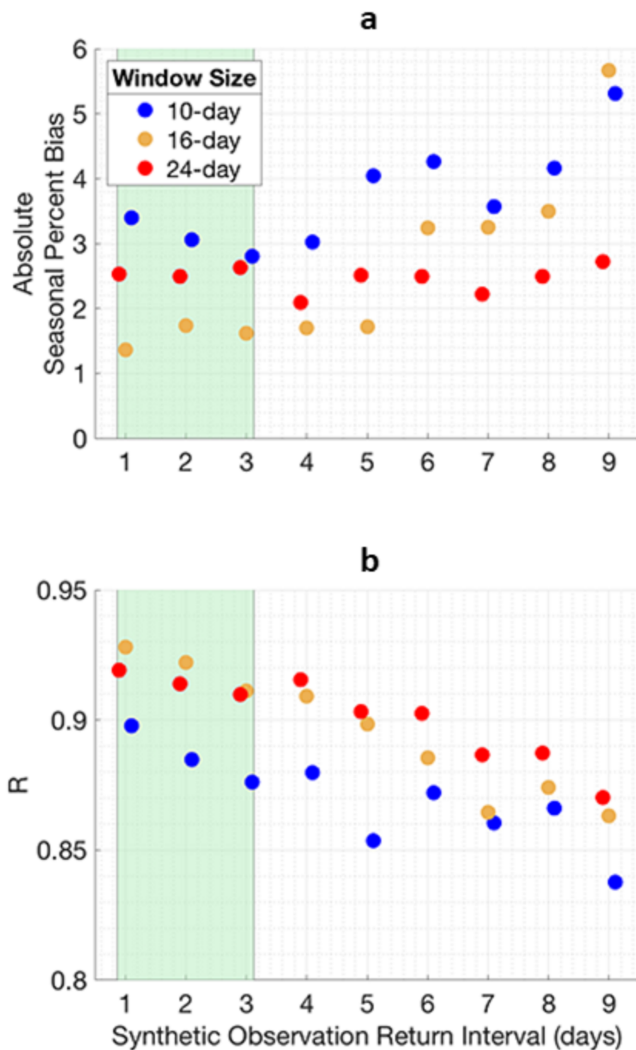 a
6
5
4
3
2
1
0
Absolute
Seasonal Percent Bias
Window Size
10-day
16-day
24-day
1 2 3 4 5 6 7 8 9
b
0.95
0.9
0.85
0.8
R
1 2 3 4 5 6 7 8 9
Synthetic Observation Return Interval (days)